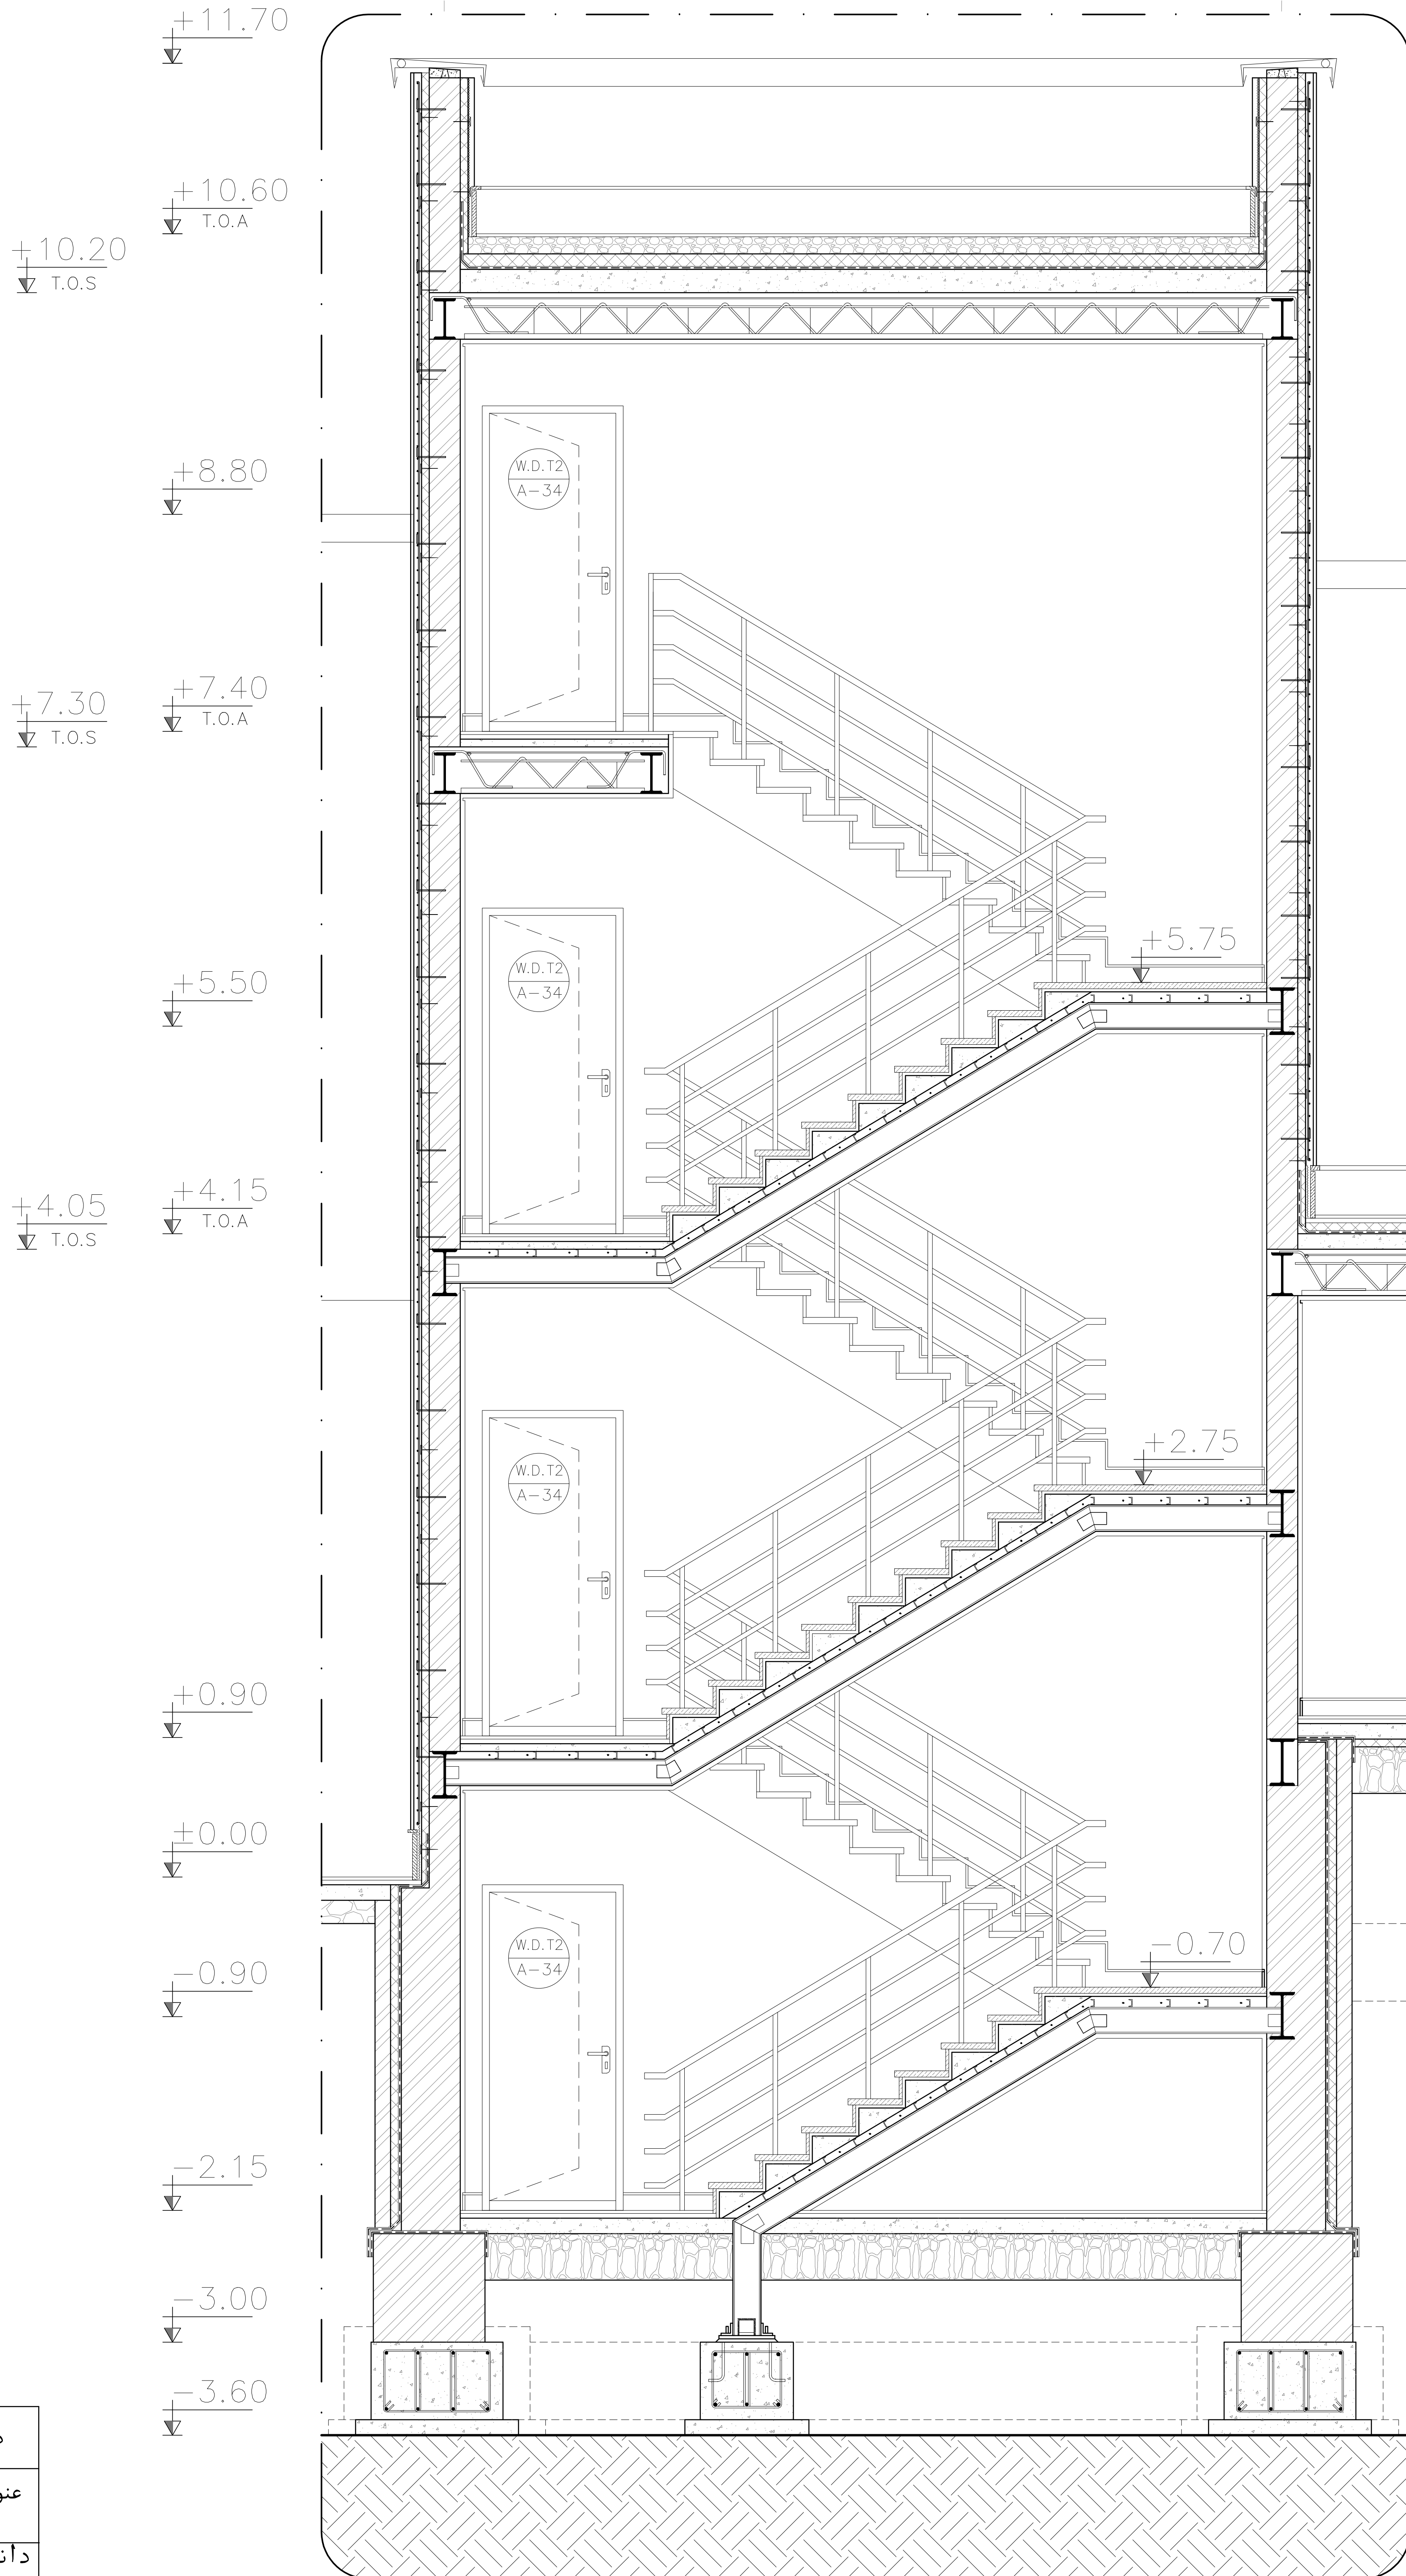 +11.70
+10.60
T.O.A
+10.20
T.O.S
W.D.T2
A-34
+8.80
+7.40
T.O.A
+7.30
T.O.S
+5.75
W.D.T2
A-34
+5.50
+4.15
T.O.A
+4.05
T.O.S
+2.75
W.D.T2
A-34
+0.90
±0.00
-0.70
W.D.T2
A-34
-0.90
-2.15
-3.00
-3.60